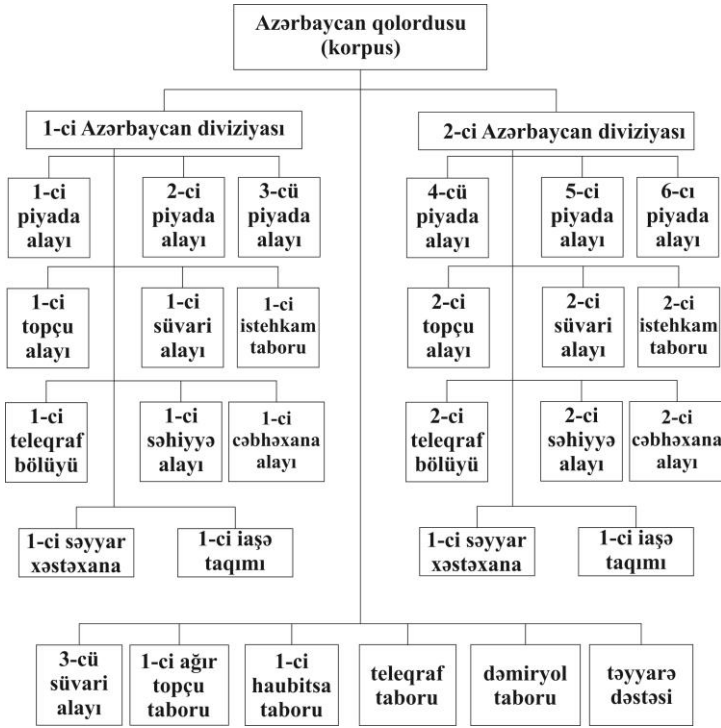 Azərbaycan qolordusu
(korpus)
1-ci Azərbaycan diviziyası
1-ci
piyada
alayı
2-ci
piyada
alayı
3-cü
piyada
alayı
1-ci
topçu
alayı
1-ci
süvari
alayı
1-ci
istehkam
taboru
1-ci
teleqraf
bölüyü
1-ci
səhiyyə
alayı
1-ci
cəbhəxana
alayı
1-ci səyyar
xəstəxana
1-ci iaşə
taqımı
2-ci Azərbaycan diviziyası
4-cü
piyada
alayı
5-ci
piyada
alayı
6-cı
piyada
alayı
2-ci
topçu
alayı
2-ci
süvari
alayı
2-ci
istehkam
taboru
2-ci
teleqraf
bölüyü
2-ci
səhiyyə
alayı
2-ci
cəbhəxana
alayı
1-ci səyyar
xəstəxana
1-ci iaşə
taqımı
3-cü
süvari
alayı
1-ci ağır
topçu
taboru
1-ci
haubitsa
taboru
teleqraf
taboru
dəmiryol
taboru
təyyarə
dəstəsi